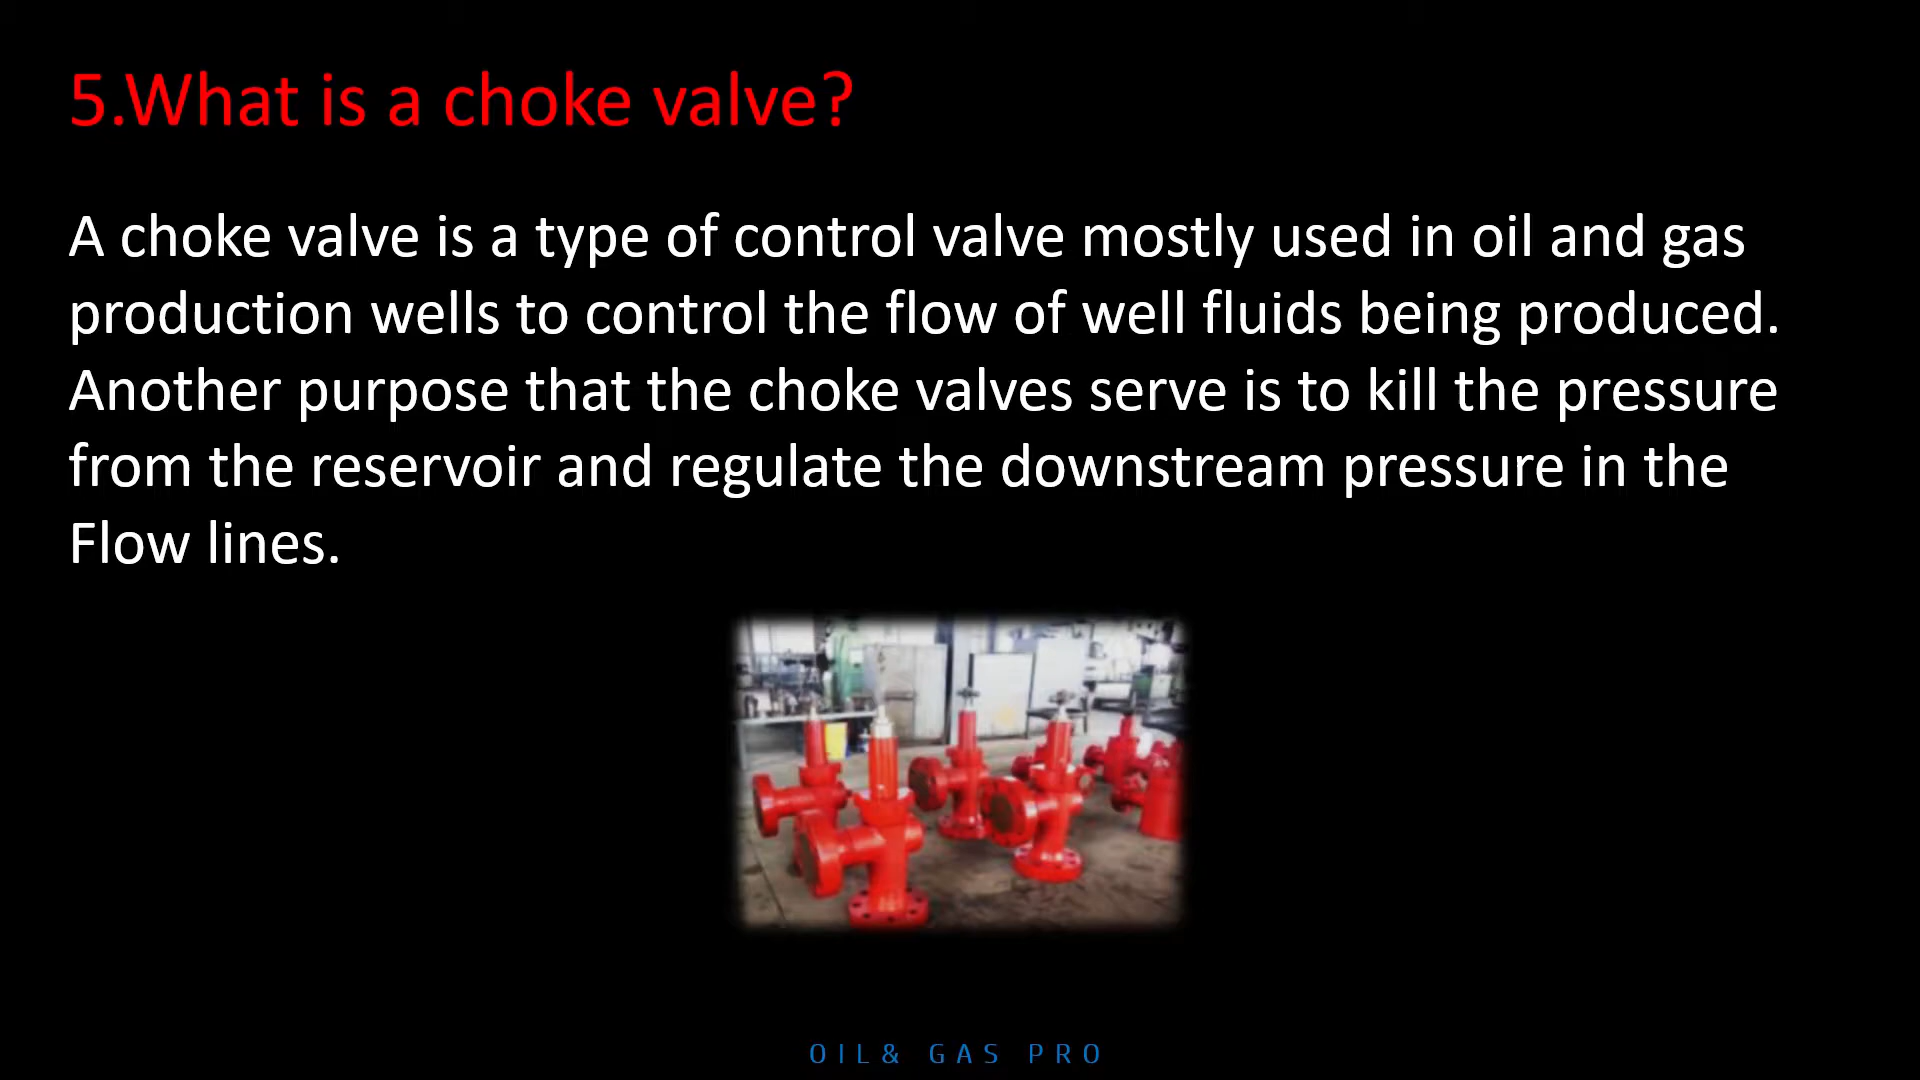 5.What is a choke valve?
A choke valve is a type of control valve mostly used in oil and gas
production wells to control the flow of well fluids being produced.
Another purpose that the choke valves serve is to kill the pressure
from the reservoir and regulate the downstream pressure in the
Flow lines.
OIL& GAS PRO